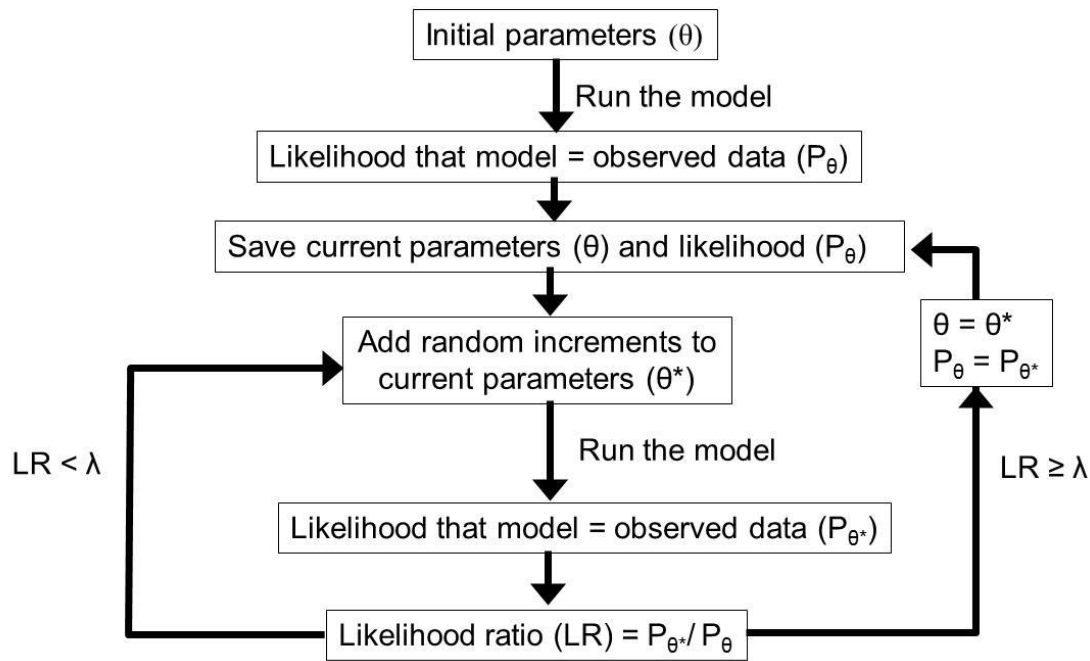 Initial parameters (θ)
Run the model
Likelihood that model = observed data (Pθ)
Save current parameters (θ) and likelihood (Pθ)
Add random increments to
current parameters (θ*)
θ = θ*
Pθ = Pθ*
Run the model
LR < λ
LR ≥ λ
Likelihood that model = observed data (Pθ*)
Likelihood ratio (LR) = Pθ*/ Pθ